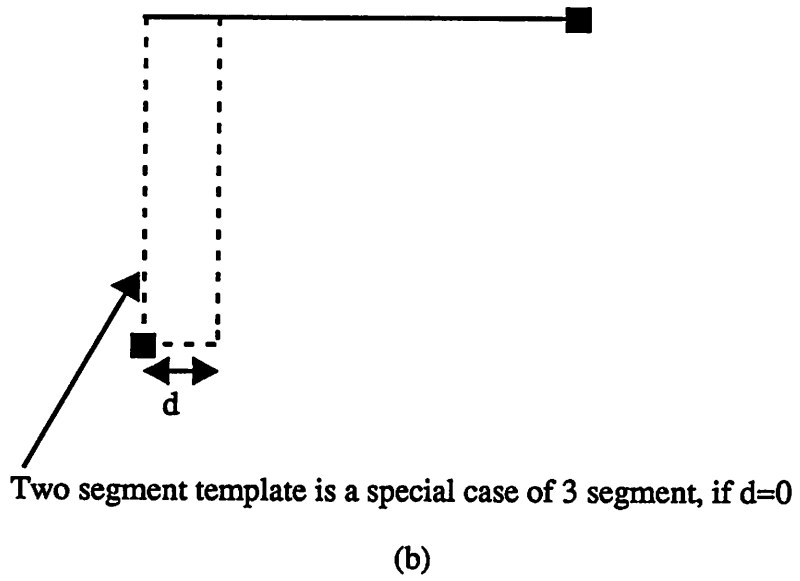 d
Two segment template is a special case of 3 segment, if d=0
(b)